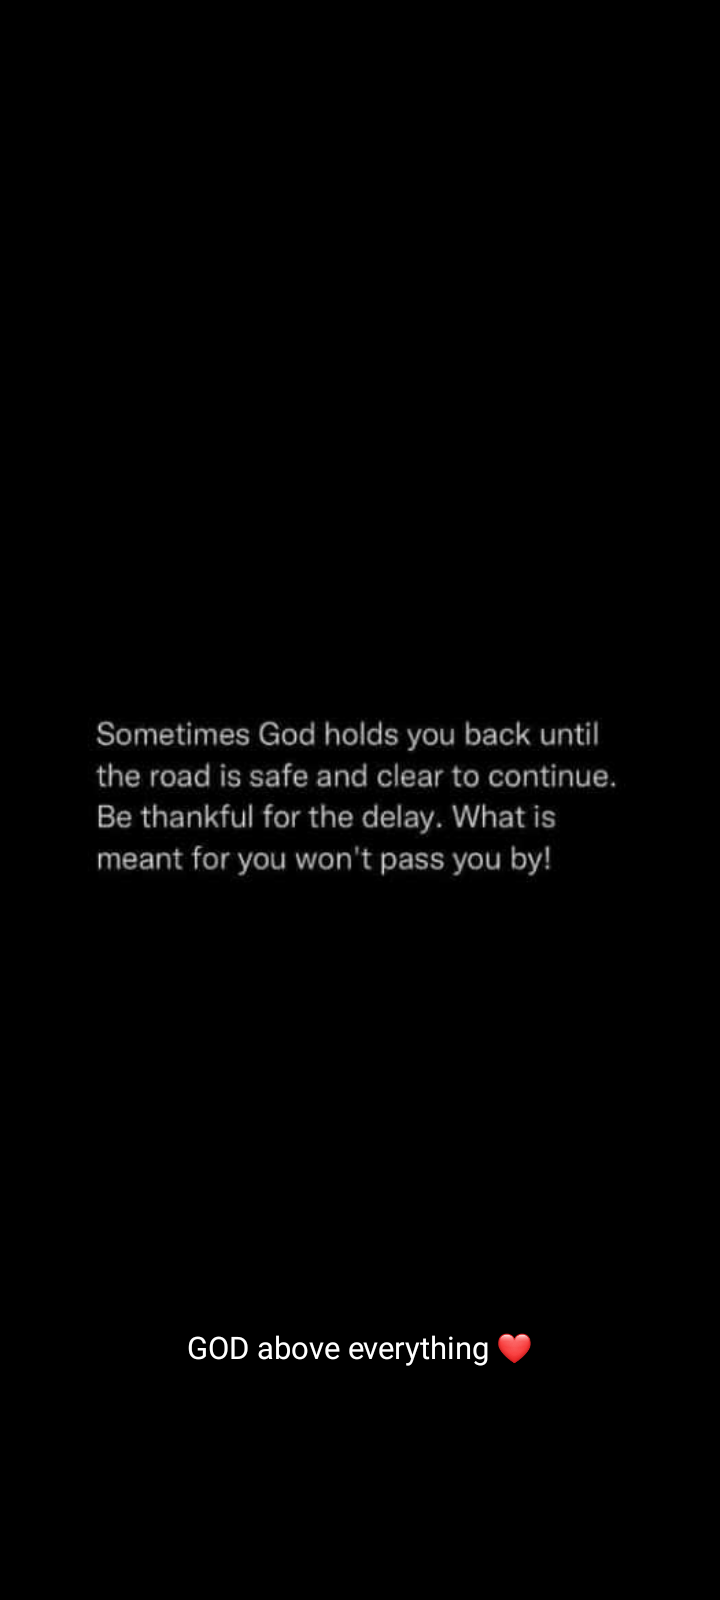 Sometimes God holds you back until
the road is safe and clear to continue.
Be thankful for the delay. What is
meant for you won't pass you by!
GOD above everything ❤️